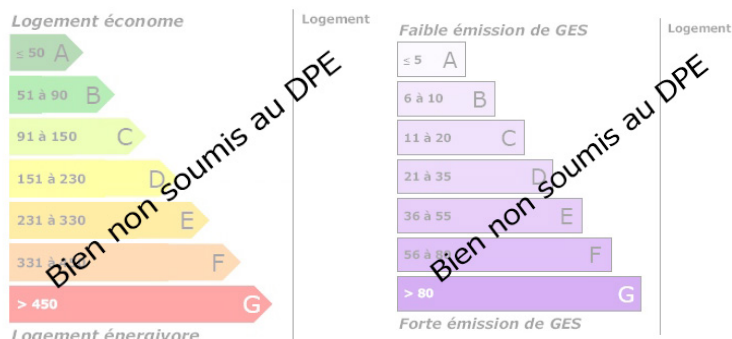 Logement économe
Logement
≤ 50 A
51 à 90 B
91 à 150 C
151 à 230 D
231 à 330 E
331 à F
> 450 G
Logement énergivore
Bien non soumis au DPE
Faible émission de GES
Logement
≤ 5 A
6 à 10 B
11 à 20 C
21 à 35 D
36 à 55 E
56 à 80 F
> 80 G
Forte émission de GES
Bien non soumis au DPE